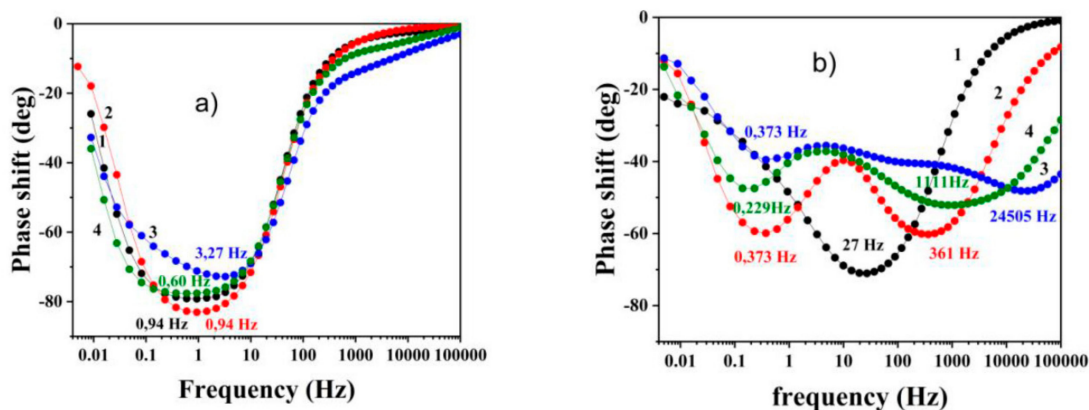 0
-20
-40
-60
-80
Phase shift (deg)
a)
2
1
3
4
3,27 Hz
0,60 Hz
0,94 Hz
0,94 Hz
0.01 0.1 1 10 100 1000 10000 100000
Frequency (Hz)
0
-20
-40
-60
-80
Phase shift (deg)
b)
1
2
4
3
0,373 Hz
1111Hz
0,229Hz
24505 Hz
27 Hz
361 Hz
0,373 Hz
0.01 0.1 1 10 100 1000 10000 100000
frequency (Hz)